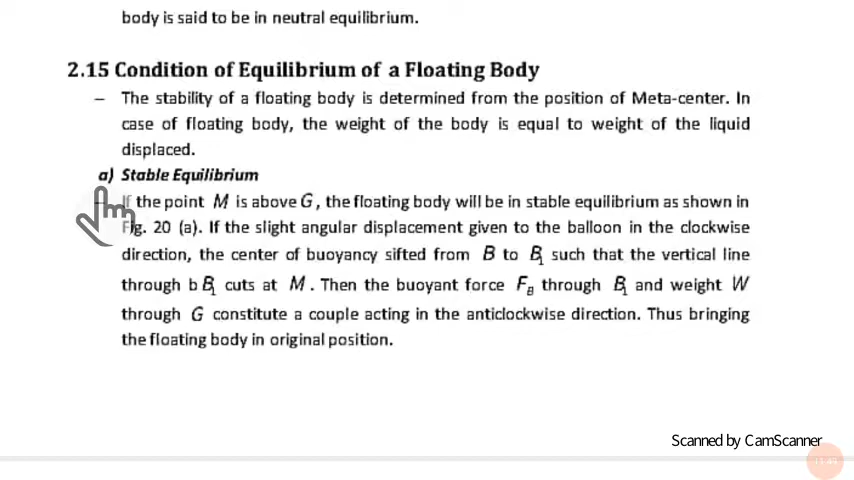 body is said to be in neutral equilibrium.
2.15 Condition of Equilibrium of a Floating Body
– The stability of a floating body is determined from the position of Meta-center. In
case of floating body, the weight of the body is equal to weight of the liquid
displaced.
a) Stable Equilibrium
– If the point M is above G, the floating body will be in stable equilibrium as shown in
Fig. 20 (a). If the slight angular displacement given to the balloon in the clockwise
direction, the center of buoyancy sifted from B to B₁ such that the vertical line
through b B₁ cuts at M. Then the buoyant force F_B through B₁ and weight W
through G constitute a couple acting in the anticlockwise direction. Thus bringing
the floating body in original position.
Scanned by CamScanner